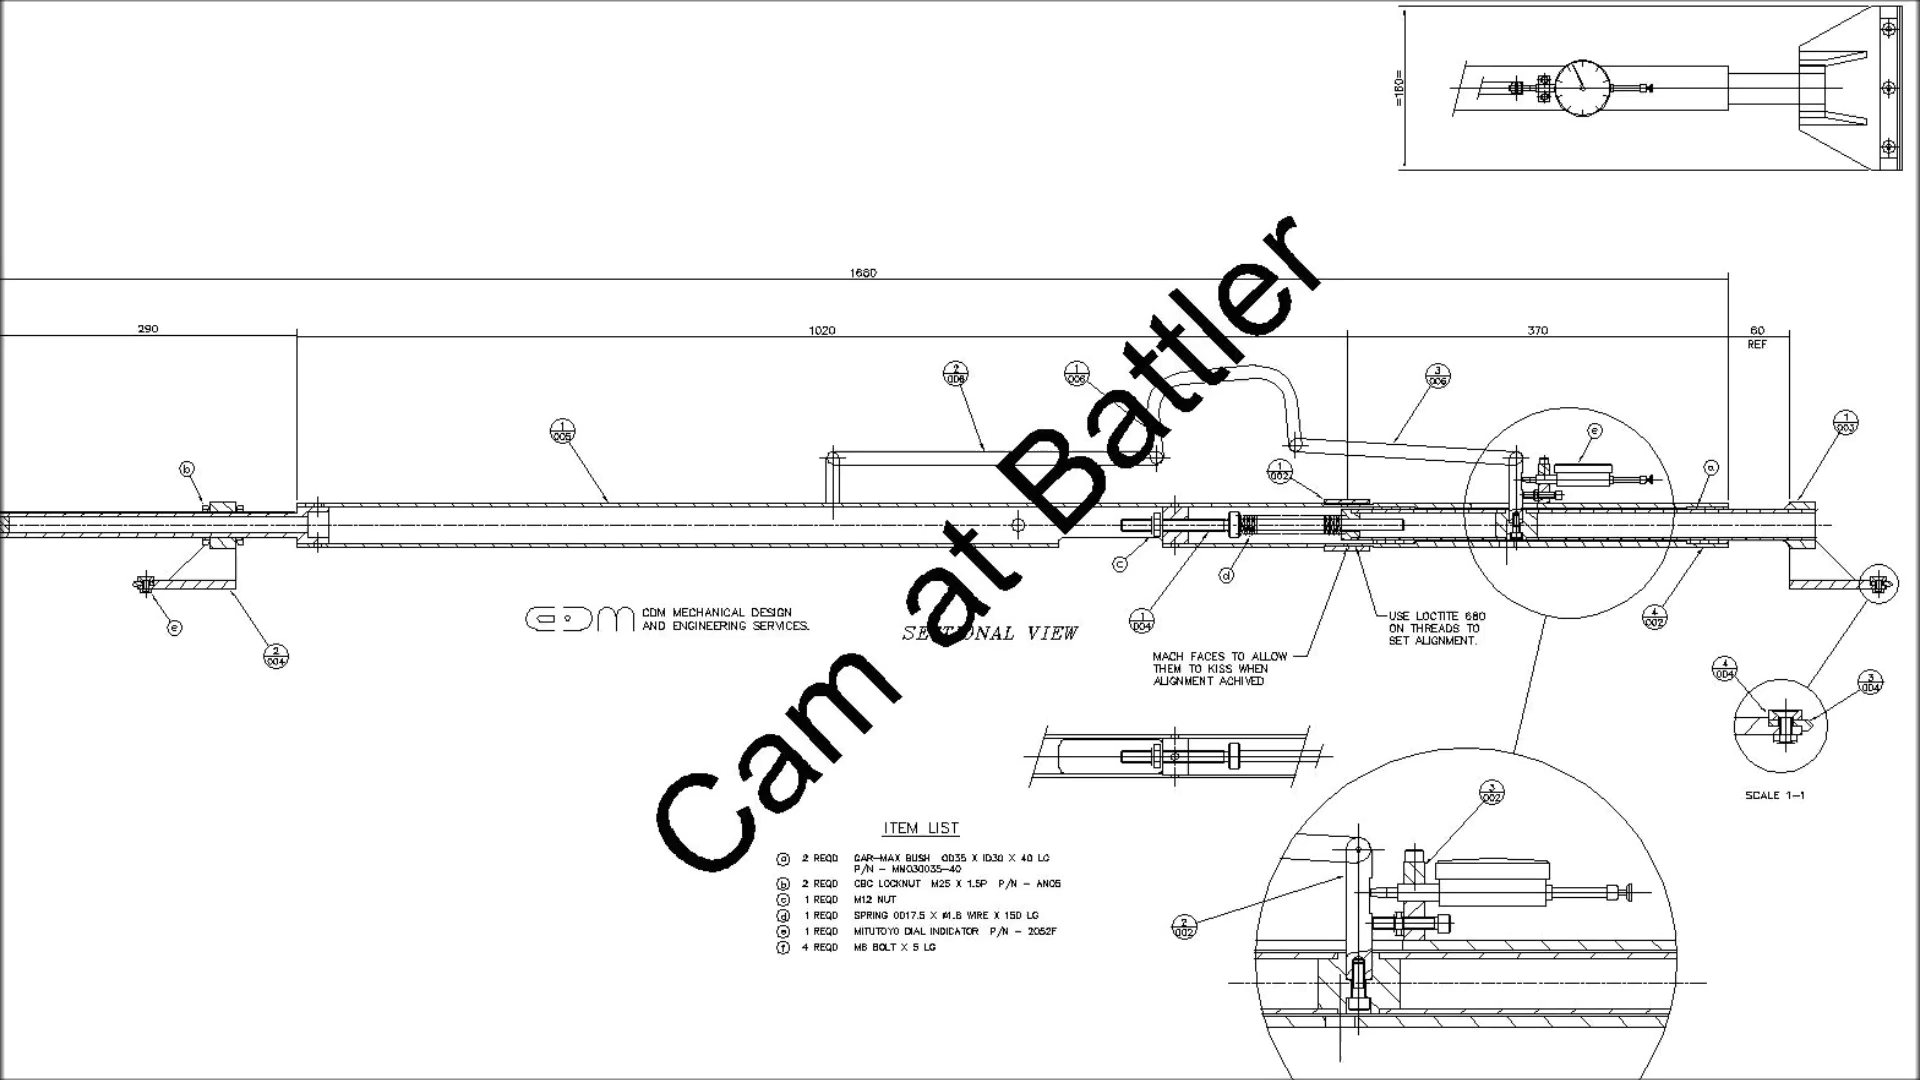 =160=
1660
290
1020
370
60
REF
2
006
1
006
3
006
1
005
b
e
1
003
1
002
a
c
d
1
004
4
002
e
2
004
CDM
CDM MECHANICAL DESIGN
AND ENGINEERING SERVICES.
SECTIONAL VIEW
USE LOCTITE 680
ON THREADS TO
SET ALIGNMENT.
MACH FACES TO ALLOW
THEM TO KISS WHEN
ALIGNMENT ACHIVED
4
004
3
004
SCALE 1-1
3
002
2
002
Cam at Battler
ITEM LIST
a 2 REQD GAR-MAX BUSH OD35 X ID30 X 40 LG
P/N - MM030035-40
b 2 REQD CBC LOCKNUT M25 X 1.5P P/N - AN05
c 1 REQD M12 NUT
d 1 REQD SPRING OD17.5 X ø1.8 WIRE X 150 LG
e 1 REQD MITUTOYO DIAL INDICATOR P/N - 2052F
f 4 REQD M8 BOLT X 5 LG